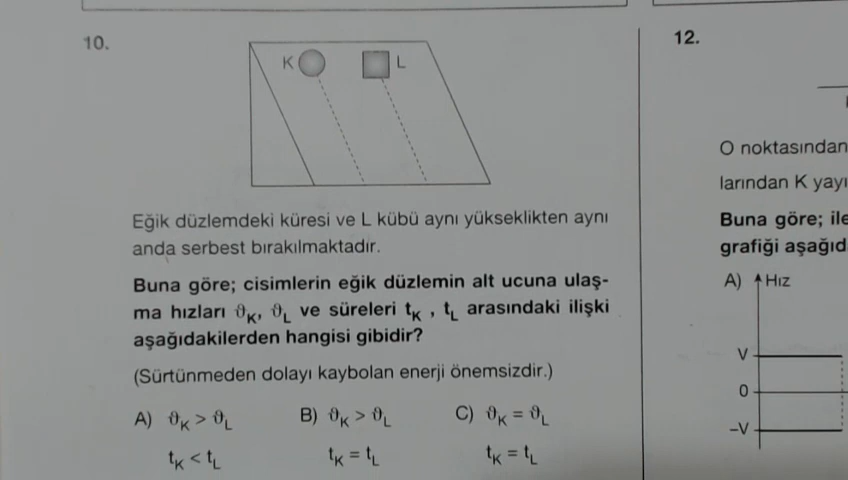 10.
K
L
Eğik düzlemdeki küresi ve L kübü aynı yükseklikten aynı
anda serbest bırakılmaktadır.
Buna göre; cisimlerin eğik düzlemin alt ucuna ulaş-
ma hızları ϑK, ϑL ve süreleri tK , tL arasındaki ilişki
aşağıdakilerden hangisi gibidir?
(Sürtünmeden dolayı kaybolan enerji önemsizdir.)
A) ϑK > ϑL
tK < tL
B) ϑK > ϑL
tK = tL
C) ϑK = ϑL
tK = tL
12.
O noktasından
larından K yayı
Buna göre; ile
grafiği aşağıd
A) Hız
V
0
–V